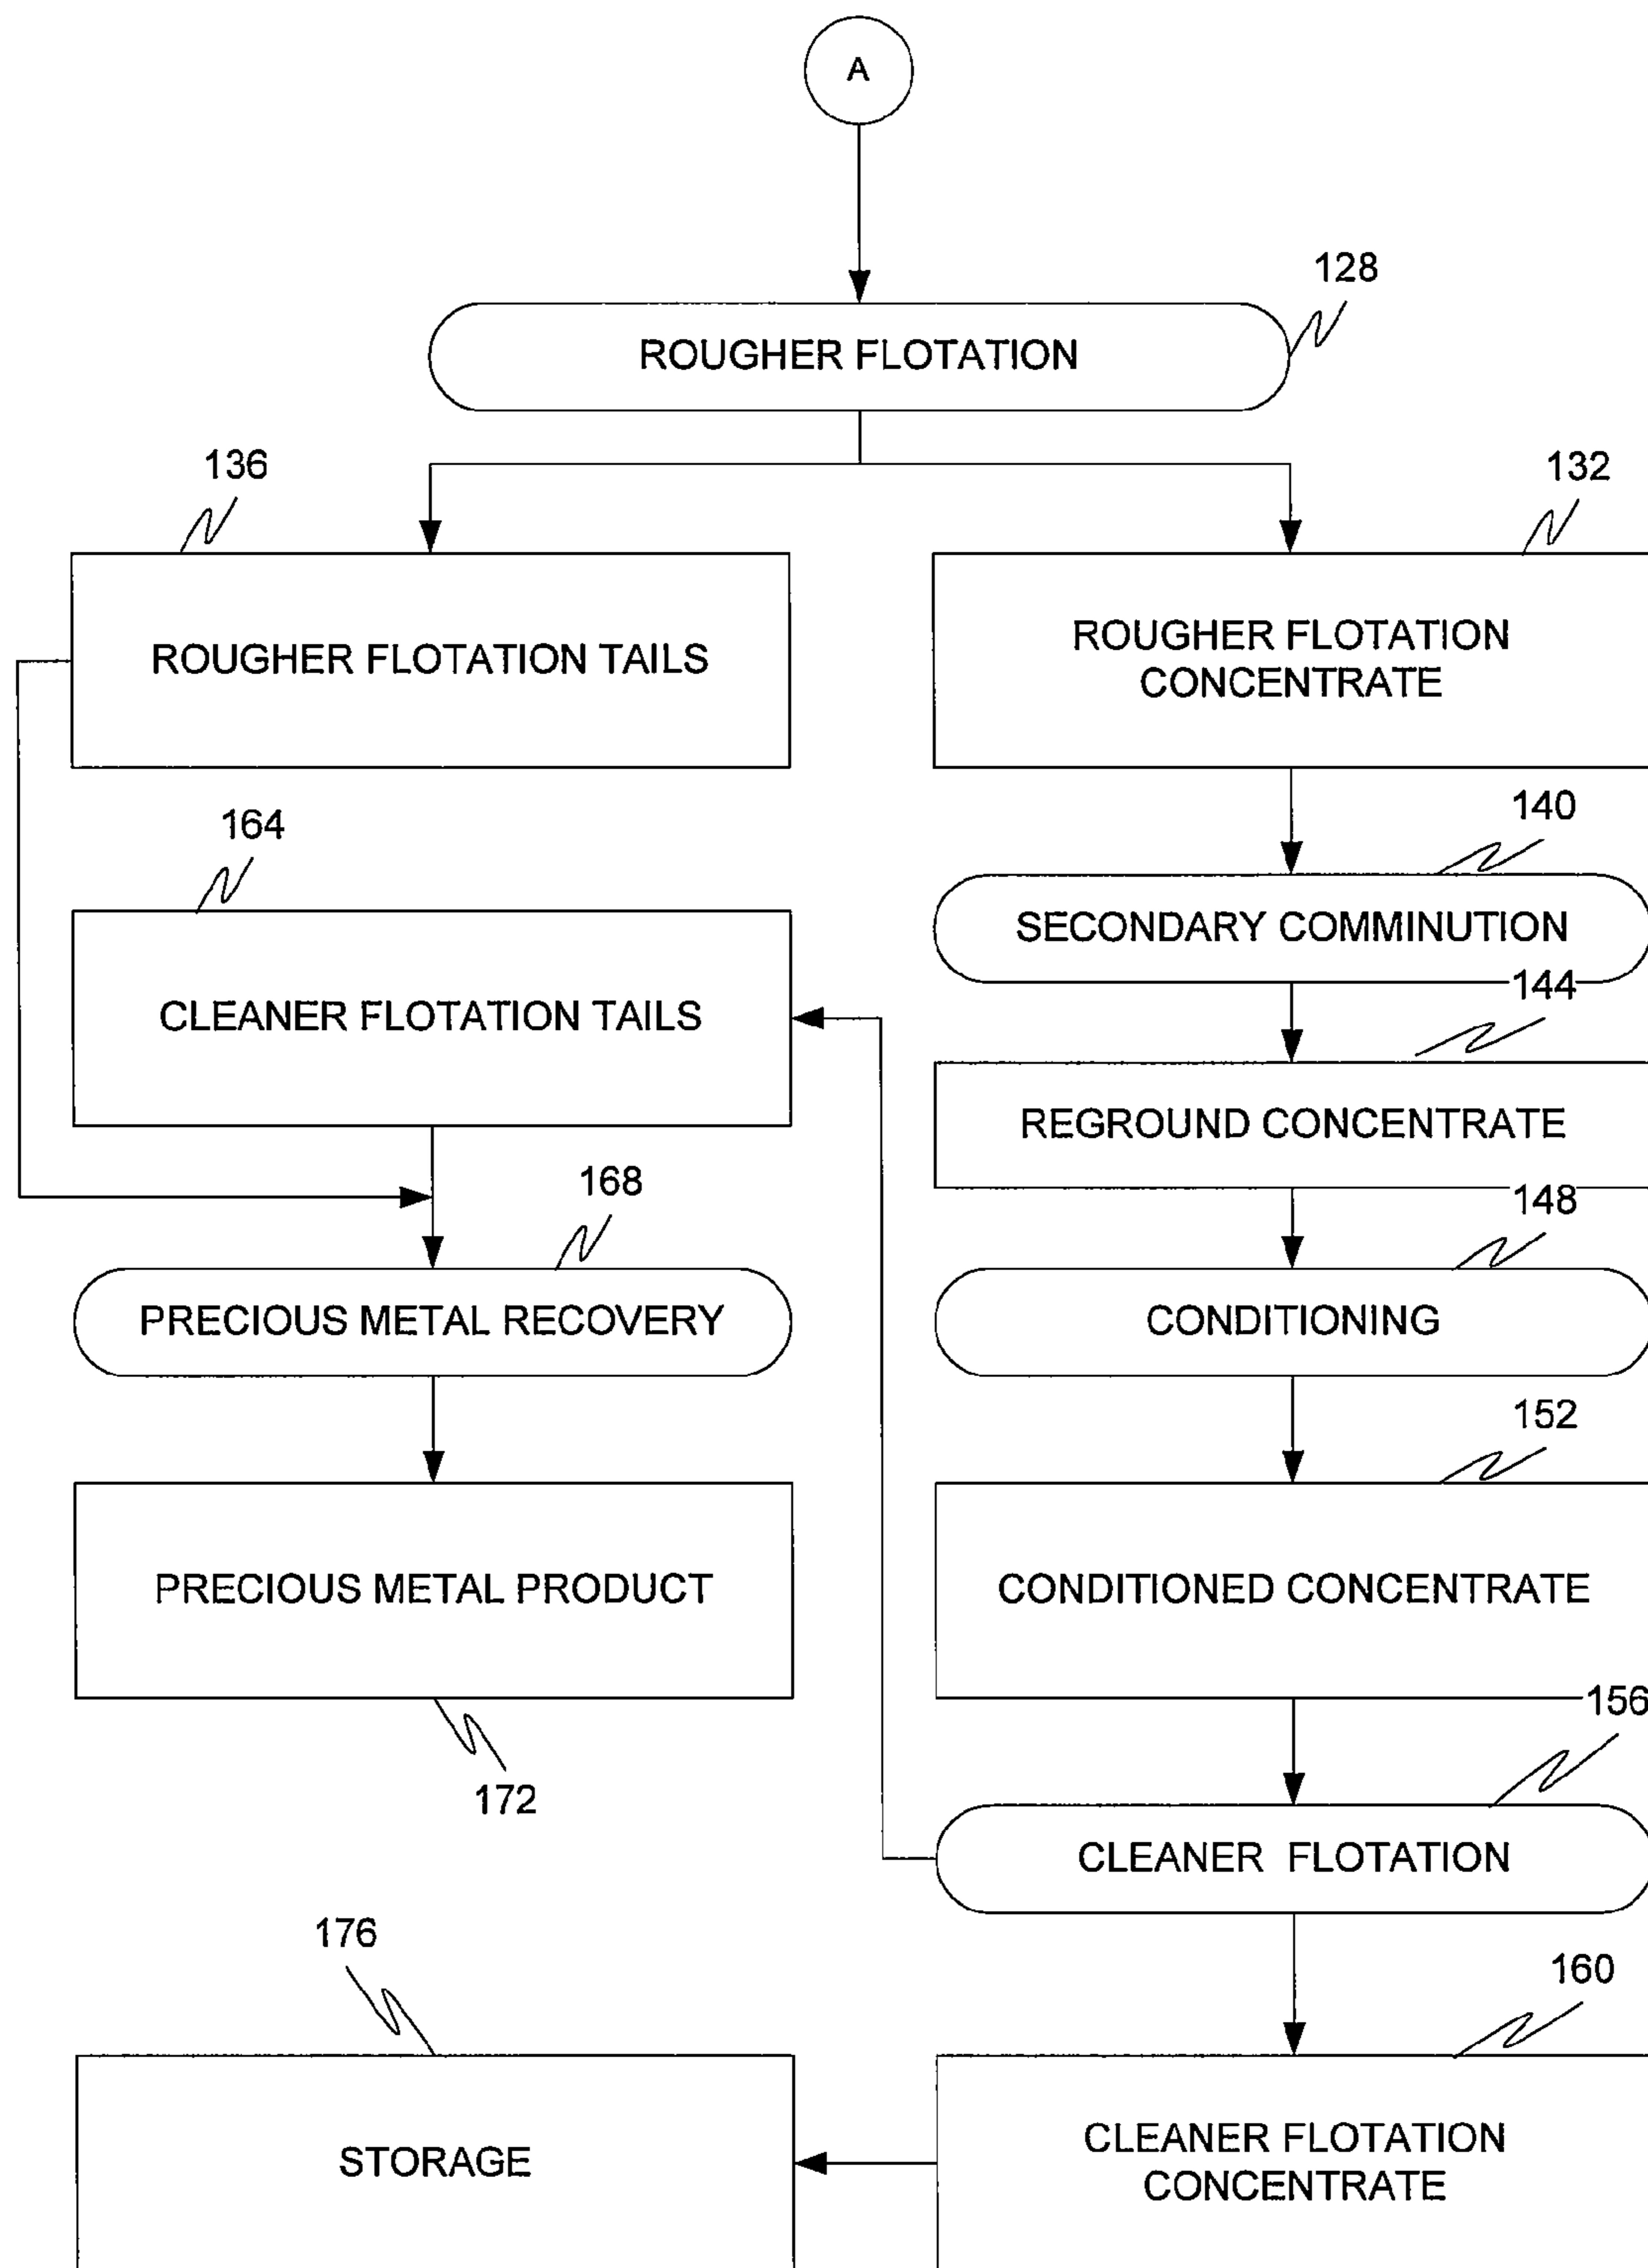 A
128
ROUGHER FLOTATION
136
132
ROUGHER FLOTATION TAILS
ROUGHER FLOTATION
CONCENTRATE
164
140
SECONDARY COMMINUTION
CLEANER FLOTATION TAILS
144
REGROUND CONCENTRATE
168
148
PRECIOUS METAL RECOVERY
CONDITIONING
152
PRECIOUS METAL PRODUCT
CONDITIONED CONCENTRATE
172
156
CLEANER FLOTATION
176
160
STORAGE
CLEANER FLOTATION
CONCENTRATE